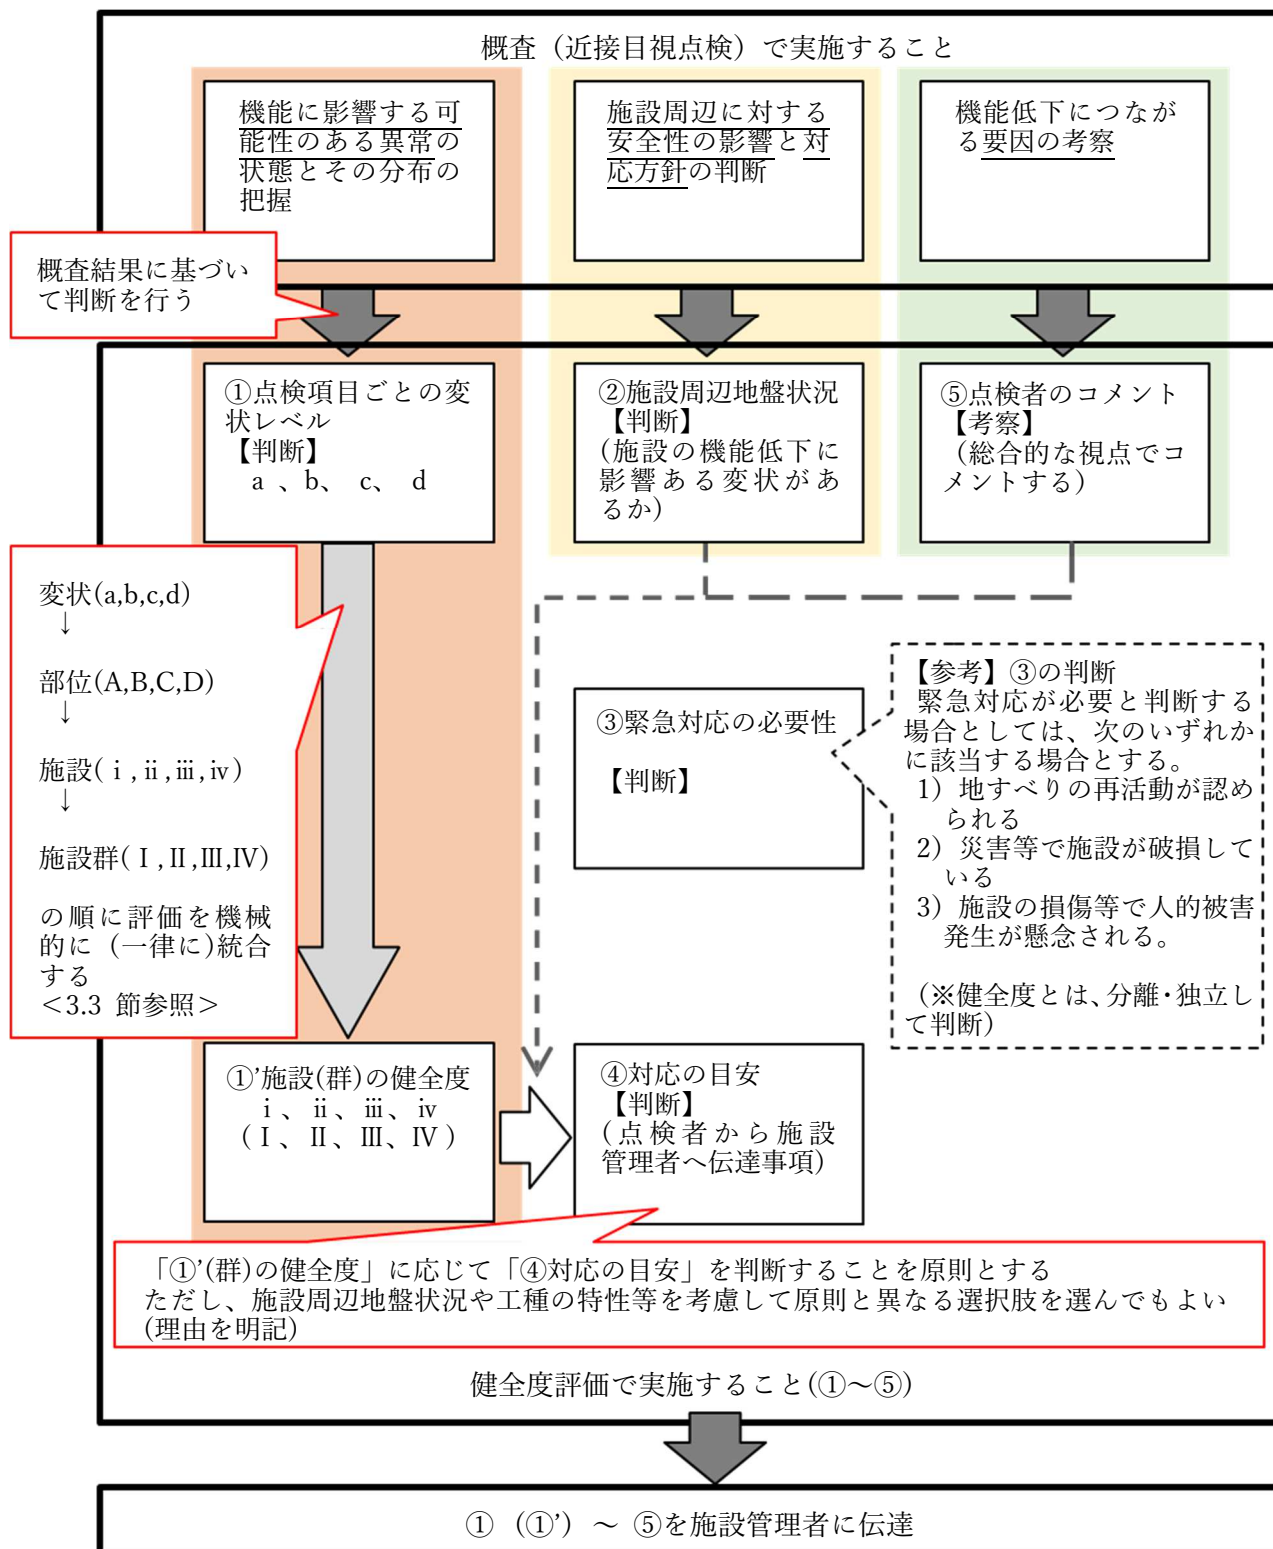 概査（近接目視点検）で実施すること
機能に影響する可
能性のある異常の
状態とその分布の
把握
施設周辺に対する
安全性の影響と対
応方針の判断
機能低下につなが
る要因の考察
概査結果に基づい
て判断を行う
①点検項目ごとの変
状レベル
【判断】
a 、b、 c、 d
②施設周辺地盤状況
【判断】
(施設の機能低下に
影響ある変状があ
るか)
⑤点検者のコメント
【考察】
（総合的な視点でコ
メントする）
変状(a,b,c,d)
↓
部位(A,B,C,D)
↓
施設(ⅰ,ⅱ,ⅲ,ⅳ)
↓
施設群(Ⅰ,Ⅱ,Ⅲ,Ⅳ)
の順に評価を機械
的に (一律に)統合
する
＜3.3 節参照＞
③緊急対応の必要性
【判断】
【参考】③の判断
緊急対応が必要と判断する
場合としては、次のいずれか
に該当する場合とする。
1）地すべりの再活動が認め
られる
2）災害等で施設が破損して
いる
3）施設の損傷等で人的被害
発生が懸念される。
（※健全度とは、分離・独立し
て判断）
①’施設(群)の健全度
ⅰ、ⅱ、ⅲ、ⅳ
(Ⅰ、Ⅱ、Ⅲ、Ⅳ)
④対応の目安
【判断】
(点検者から施設
管理者へ伝達事項)
「①’(群)の健全度」に応じて「④対応の目安」を判断することを原則とする
ただし、施設周辺地盤状況や工種の特性等を考慮して原則と異なる選択肢を選んでもよい
(理由を明記)
健全度評価で実施すること(①～⑤)
① （①’） ～ ⑤を施設管理者に伝達